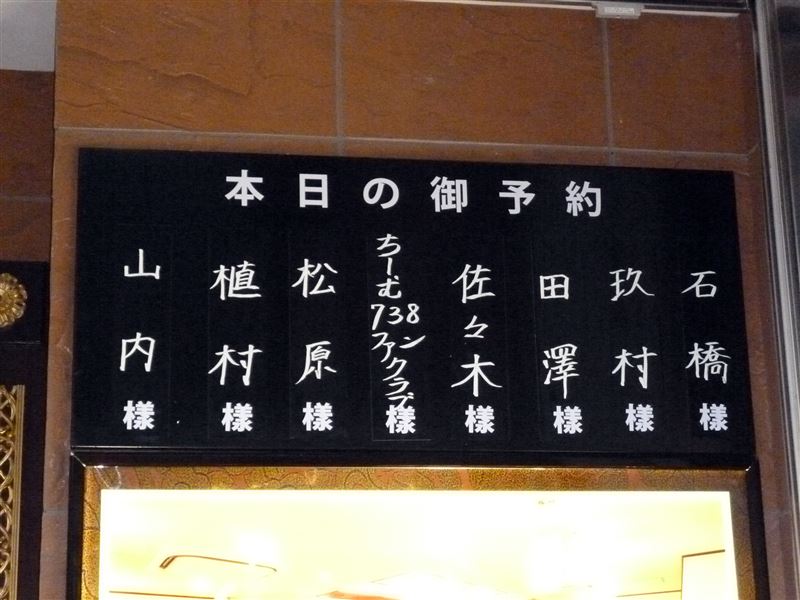 本日の御予約
石橋様
玖村様
田澤様
佐々木様
ちーむ738ファンクラブ様
松原様
植村様
山内様